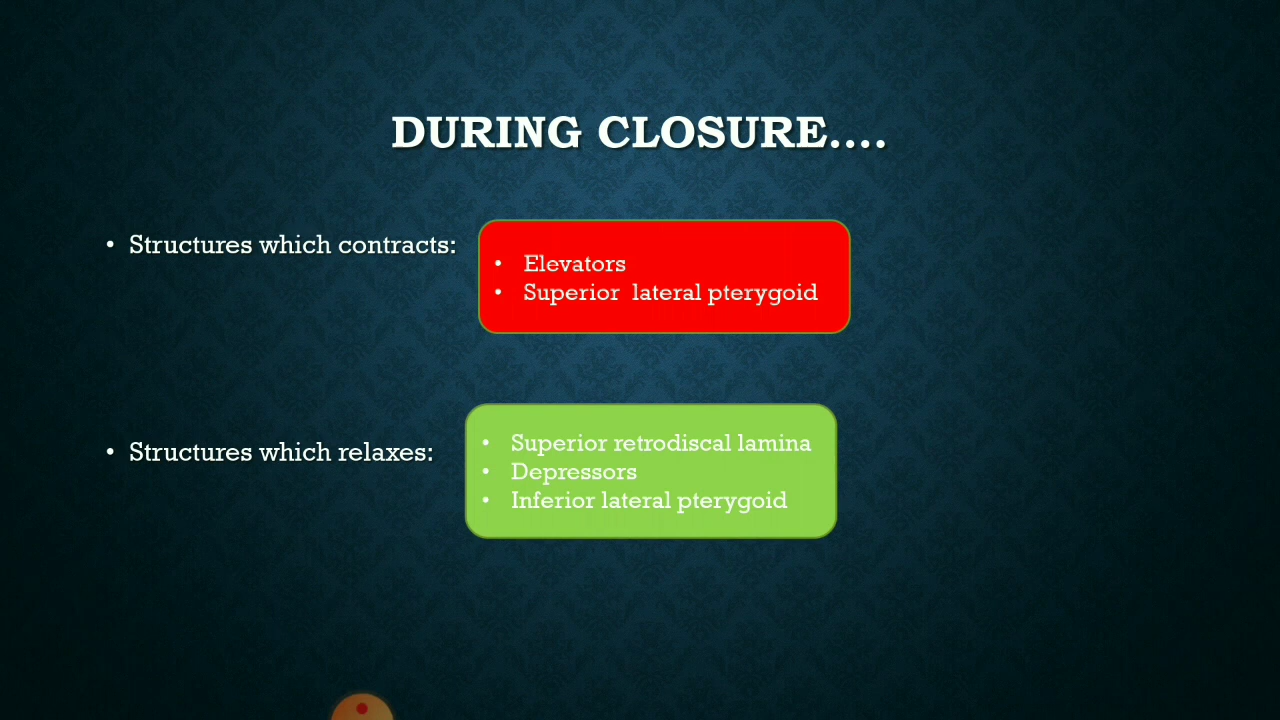 DURING CLOSURE....
• Structures which contracts:
• Elevators
• Superior lateral pterygoid
• Structures which relaxes:
• Superior retrodiscal lamina
• Depressors
• Inferior lateral pterygoid